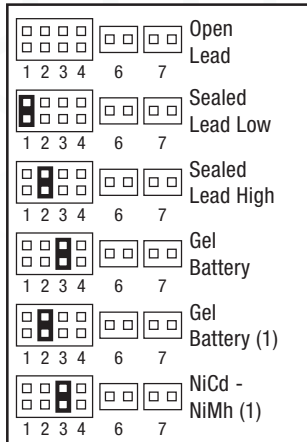 Open
Lead
1 2 3 4 6 7
Sealed
Lead Low
1 2 3 4 6 7
Sealed
Lead High
1 2 3 4 6 7
Gel
Battery
1 2 3 4 6 7
Gel
Battery (1)
1 2 3 4 6 7
NiCd -
NiMh (1)
1 2 3 4 6 7